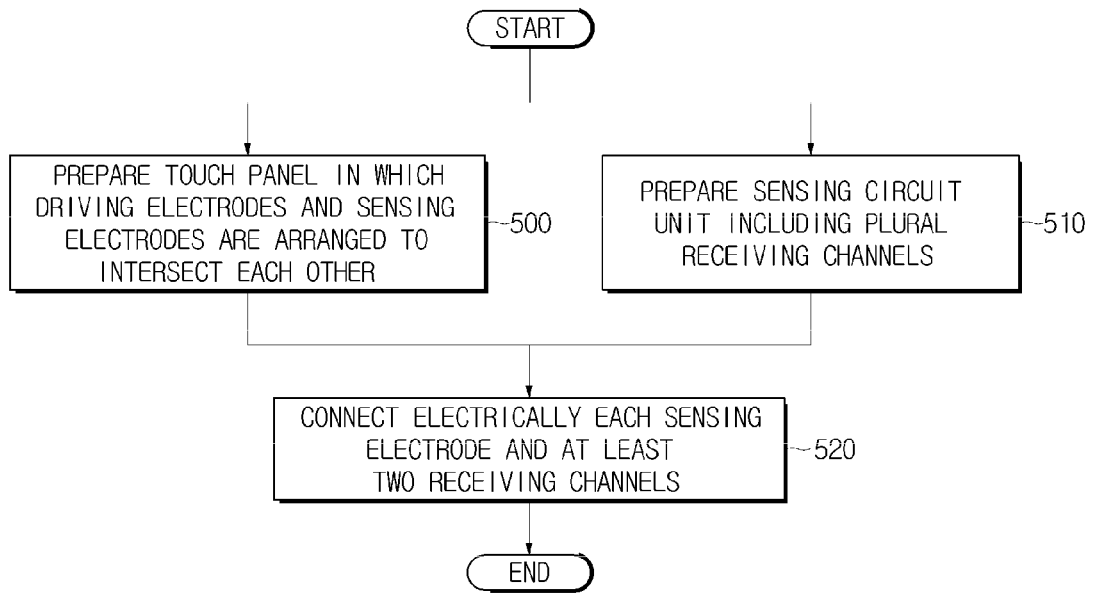 START
PREPARE TOUCH PANEL IN WHICH
DRIVING ELECTRODES AND SENSING
ELECTRODES ARE ARRANGED TO
INTERSECT EACH OTHER
500
PREPARE SENSING CIRCUIT
UNIT INCLUDING PLURAL
RECEIVING CHANNELS
510
CONNECT ELECTRICALLY EACH SENSING
ELECTRODE AND AT LEAST
TWO RECEIVING CHANNELS
520
END